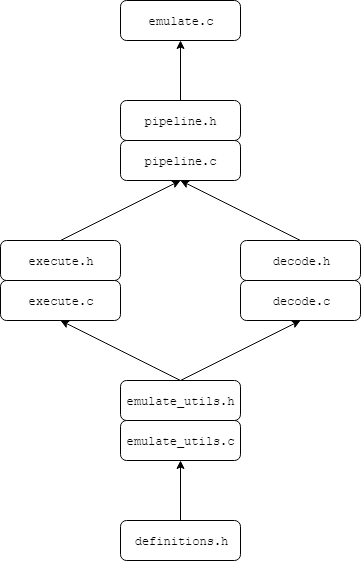 emulate.c
pipeline.h
pipeline.c
execute.h
decode.h
execute.c
decode.c
emulate_utils.h
emulate_utils.c
definitions.h